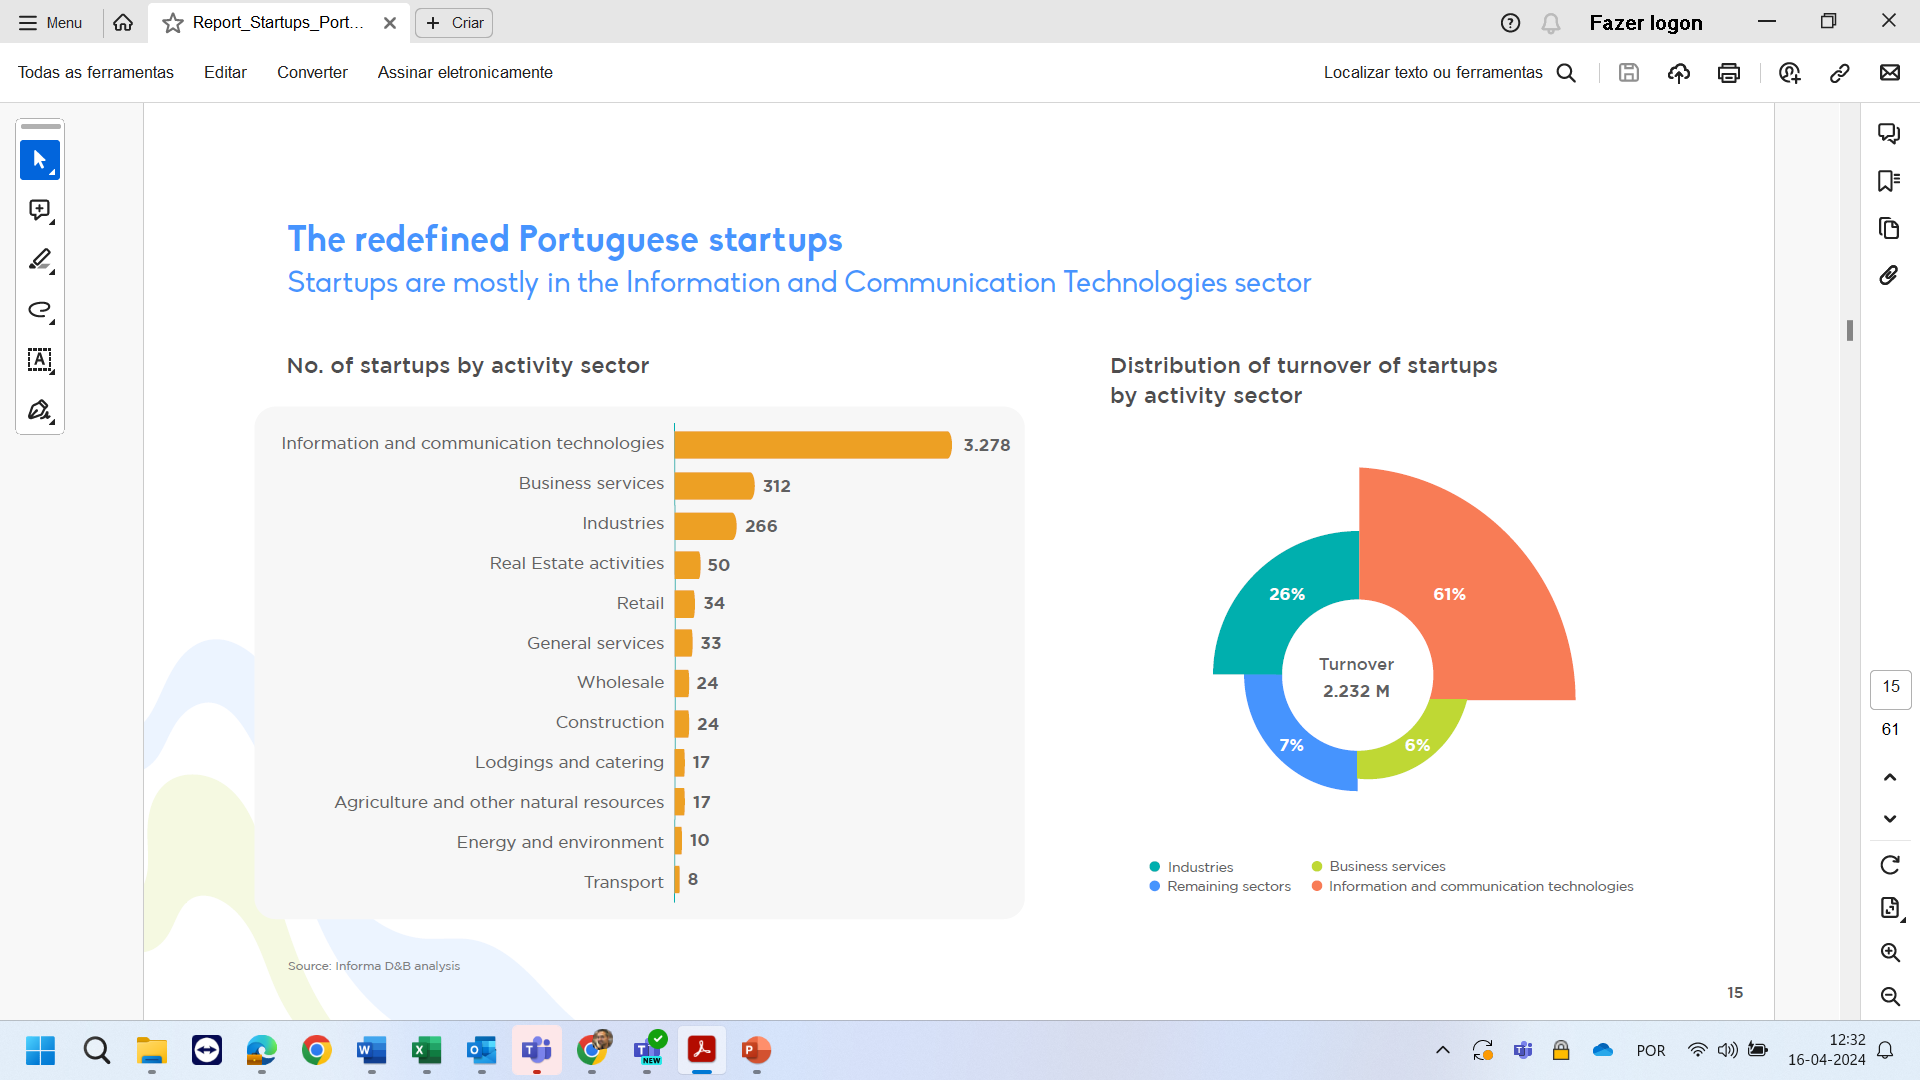 Menu
Report_Startups_Port...
Criar
Fazer logon
Todas as ferramentas
Editar
Converter
Assinar eletronicamente
Localizar texto ou ferramentas
The redefined Portuguese startups
Startups are mostly in the Information and Communication Technologies sector
No. of startups by activity sector
Information and communication technologies 3.278
Business services 312
Industries 266
Real Estate activities 50
Retail 34
General services 33
Wholesale 24
Construction 24
Lodgings and catering 17
Agriculture and other natural resources 17
Energy and environment 10
Transport 8
Distribution of turnover of startups
by activity sector
26%
61%
Turnover
2.232 M
7%
6%
Industries
Business services
Remaining sectors
Information and communication technologies
Source: Informa D&B analysis
15
15
61
NEW
POR
12:32
16-04-2024